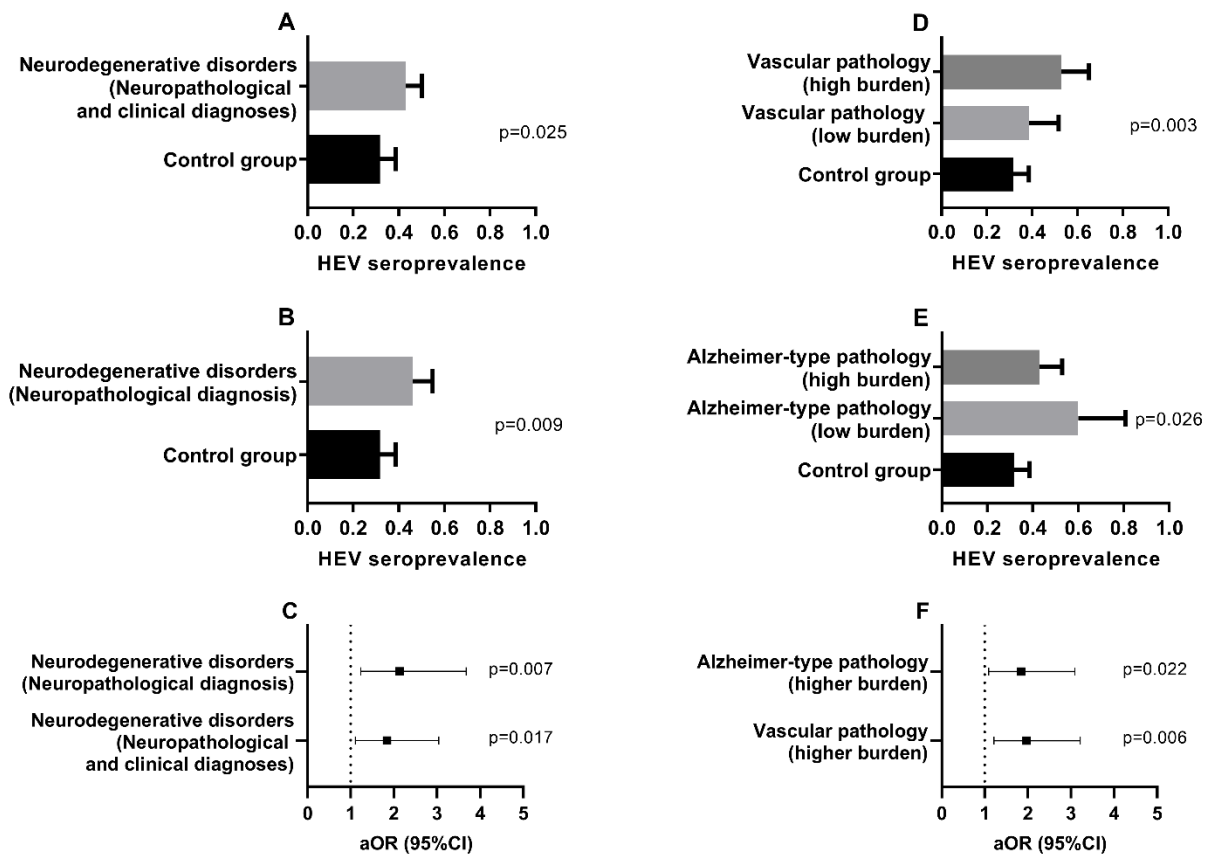 A
Neurodegenerative disorders
(Neuropathological
and clinical diagnoses)
Control group
p=0.025
0.0 0.2 0.4 0.6 0.8 1.0
HEV seroprevalence
D
Vascular pathology
(high burden)
Vascular pathology
(low burden)
Control group
p=0.003
0.0 0.2 0.4 0.6 0.8 1.0
HEV seroprevalence
B
Neurodegenerative disorders
(Neuropathological diagnosis)
Control group
p=0.009
0.0 0.2 0.4 0.6 0.8 1.0
HEV seroprevalence
E
Alzheimer-type pathology
(high burden)
Alzheimer-type pathology
(low burden)
Control group
p=0.026
0.0 0.2 0.4 0.6 0.8 1.0
HEV seroprevalence
C
Neurodegenerative disorders
(Neuropathological diagnosis)
p=0.007
Neurodegenerative disorders
(Neuropathological
and clinical diagnoses)
p=0.017
0 1 2 3 4 5
aOR (95%CI)
F
Alzheimer-type pathology
(higher burden)
p=0.022
Vascular pathology
(higher burden)
p=0.006
0 1 2 3 4 5
aOR (95%CI)